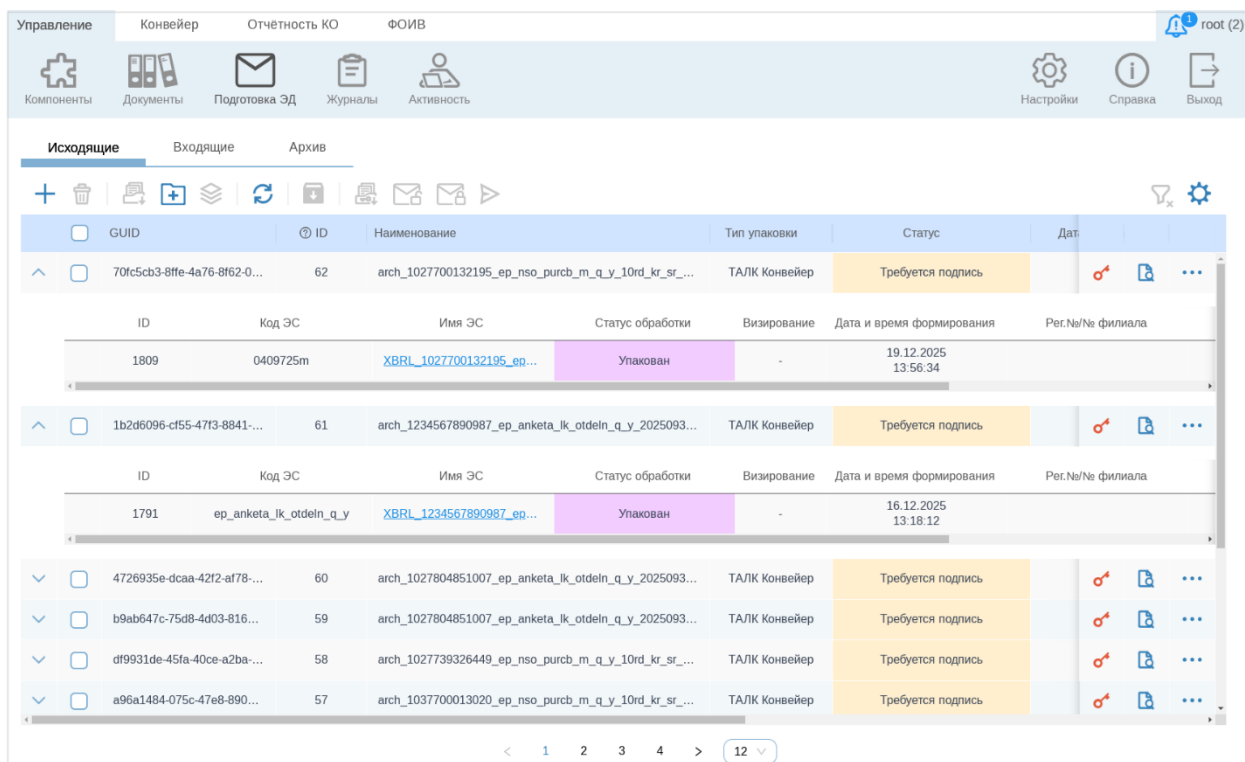 Управление Конвейер Отчётность КО ФОИВ 1 root (2)
Компоненты Документы Подготовка ЭД Журналы Активность Настройки Справка Выход
Исходящие Входящие Архив
GUID ID Наименование Тип упаковки Статус Дат
70fc5cb3-8ffe-4a76-8f62-0... 62 arch_1027700132195_ep_nso_purcb_m_q_y_10rd_kr_sr_... ТАЛК Конвейер Требуется подпись
ID Код ЭС Имя ЭС Статус обработки Визирование Дата и время формирования Рег.№/№ филиала
1809 0409725m XBRL_1027700132195_ep... Упакован - 19.12.2025
13:56:34
1b2d6096-cf55-47f3-8841-... 61 arch_1234567890987_ep_anketa_lk_otdeln_q_y_2025093... ТАЛК Конвейер Требуется подпись
ID Код ЭС Имя ЭС Статус обработки Визирование Дата и время формирования Рег.№/№ филиала
1791 ep_anketa_lk_otdeln_q_y XBRL_1234567890987_ep... Упакован - 16.12.2025
13:18:12
4726935e-dcaa-42f2-af78-... 60 arch_1027804851007_ep_anketa_lk_otdeln_q_y_2025093... ТАЛК Конвейер Требуется подпись
b9ab647c-75d8-4d03-816... 59 arch_1027804851007_ep_anketa_lk_otdeln_q_y_2025093... ТАЛК Конвейер Требуется подпись
df9931de-45fa-40ce-a2ba-... 58 arch_1027739326449_ep_nso_purcb_m_q_y_10rd_kr_sr_... ТАЛК Конвейер Требуется подпись
a96a1484-075c-47e8-890... 57 arch_1037700013020_ep_nso_purcb_m_q_y_10rd_kr_sr_... ТАЛК Конвейер Требуется подпись
< 1 2 3 4 > 12